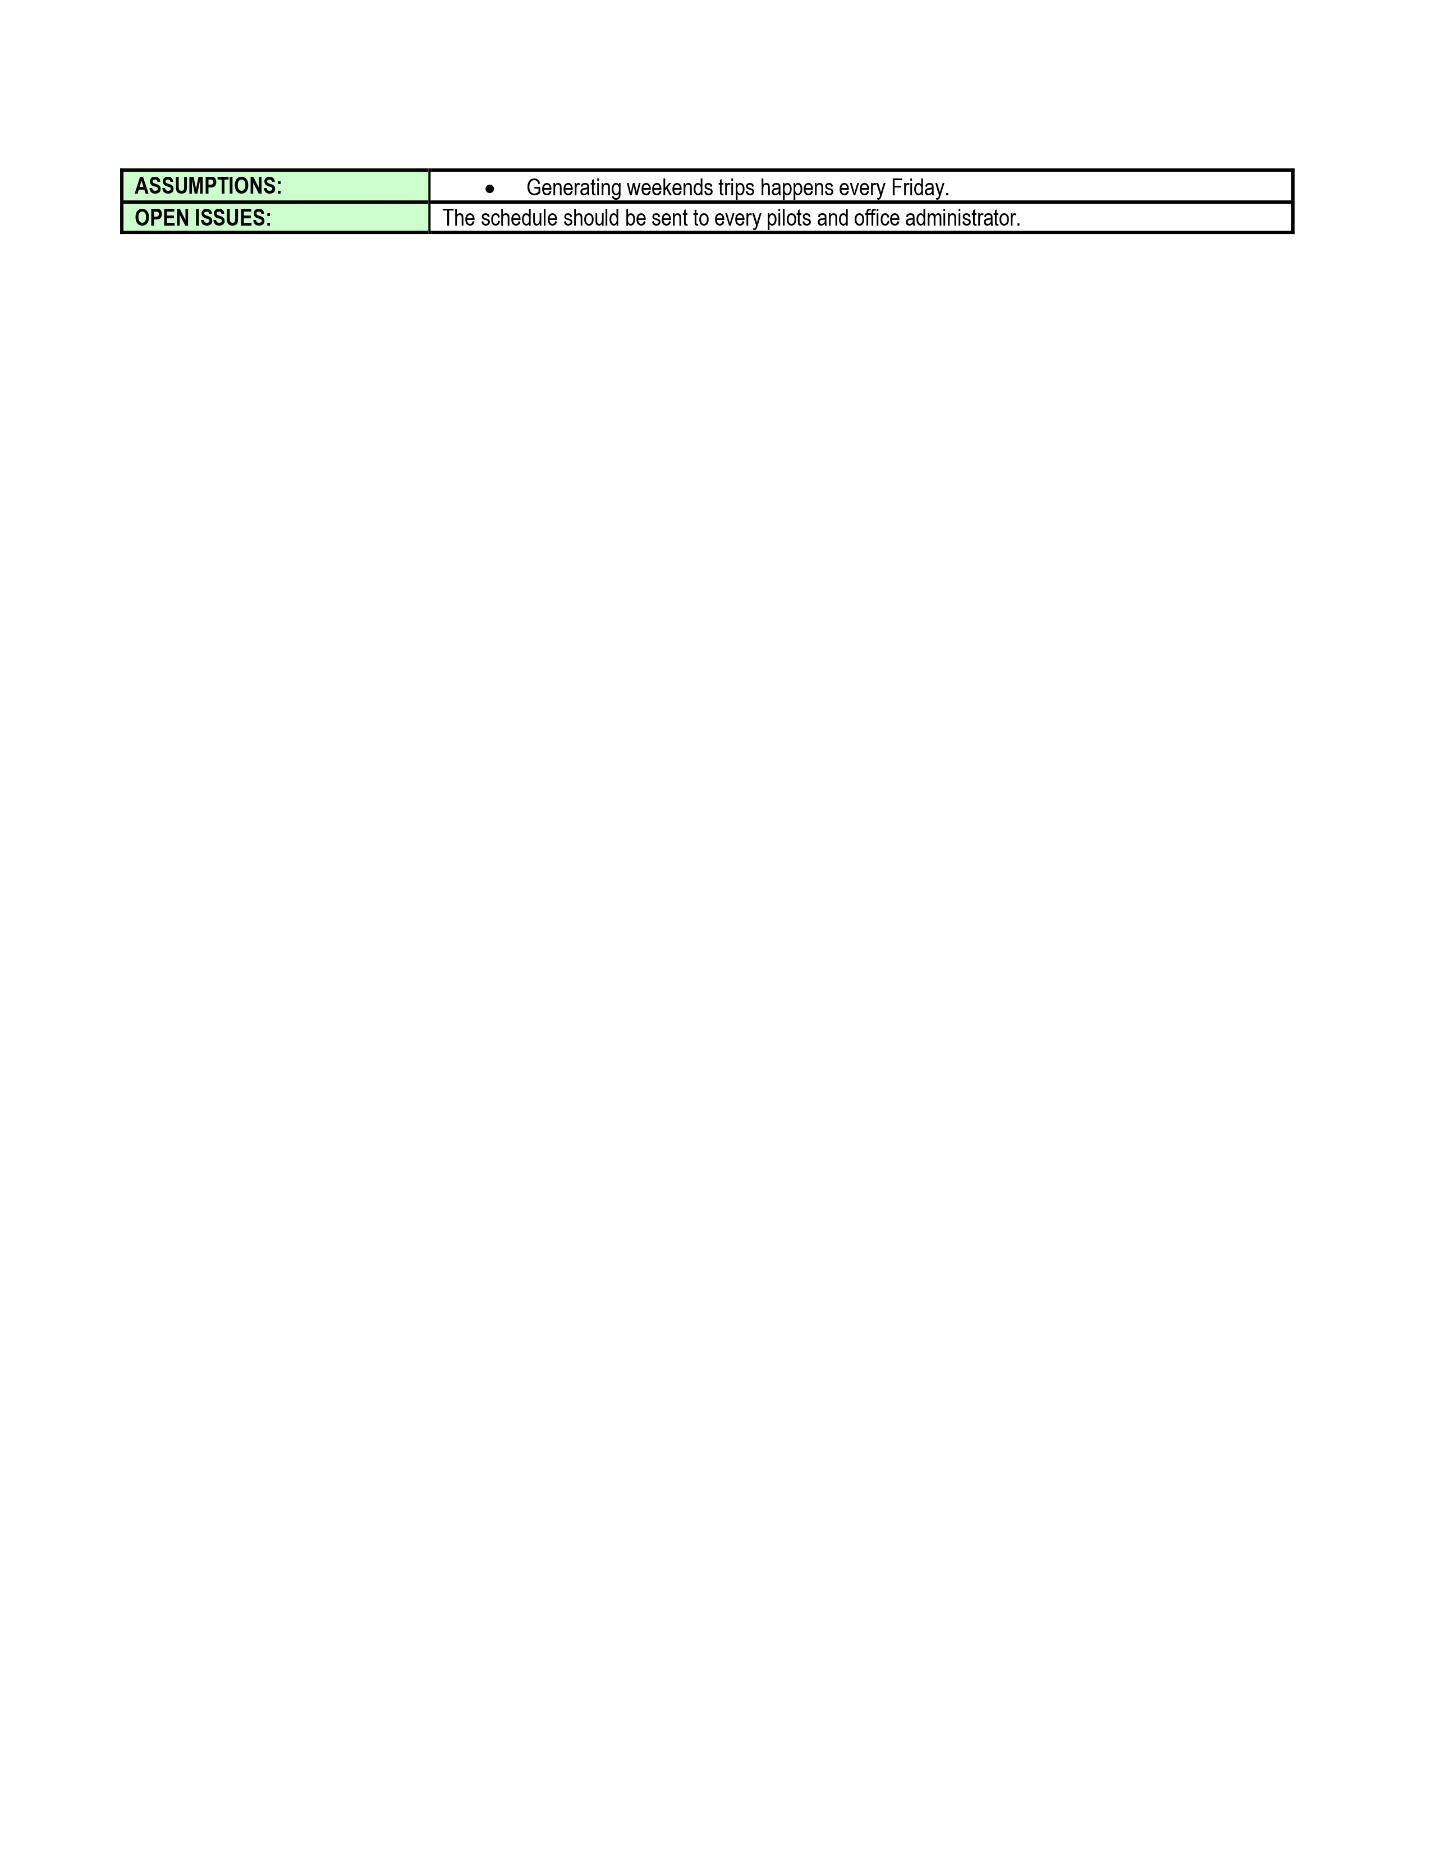 ASSUMPTIONS: • Generating weekends trips happens every Friday.
OPEN ISSUES: The schedule should be sent to every pilots and office administrator.